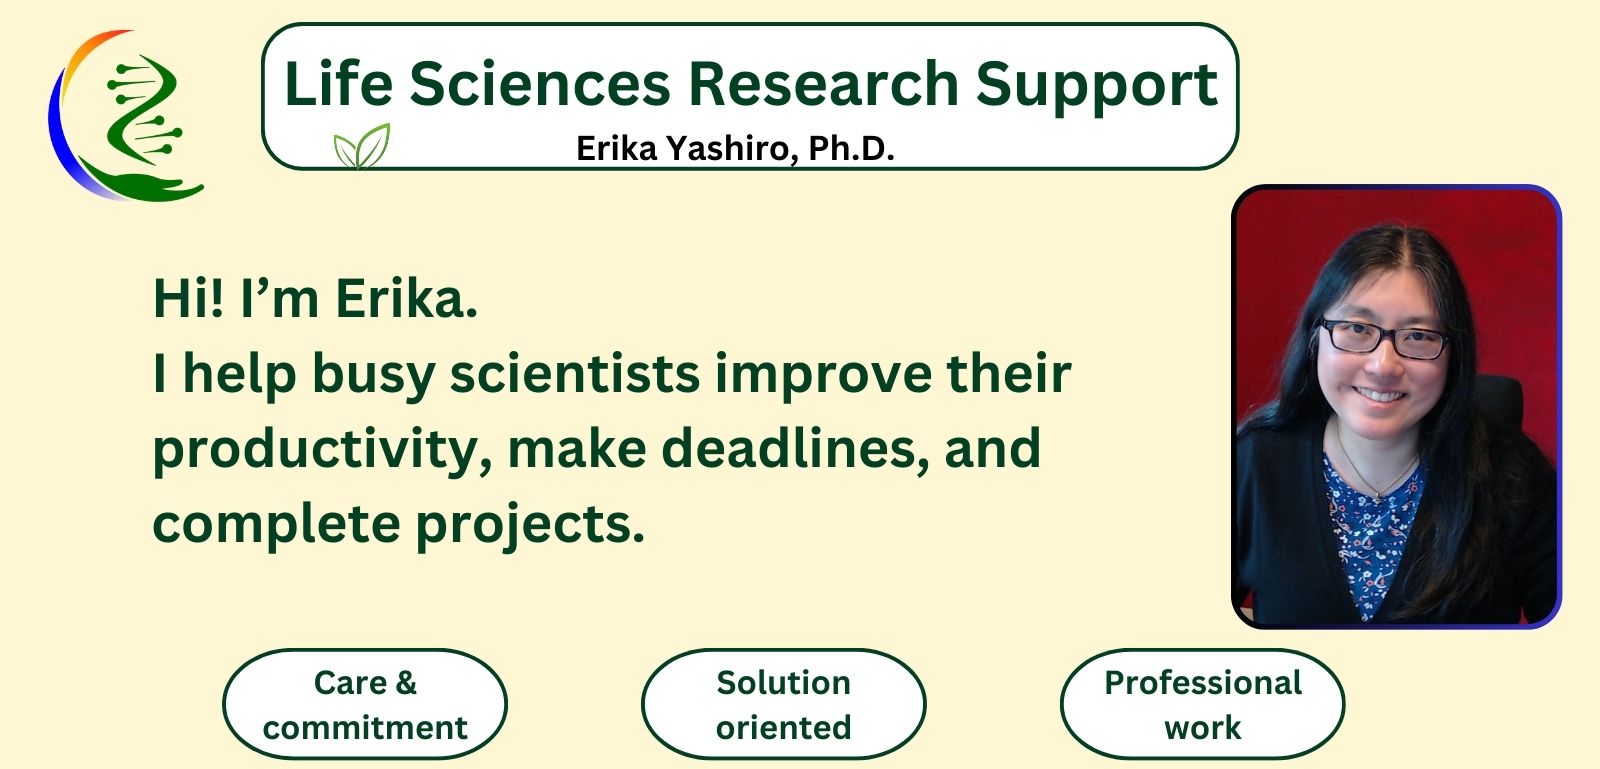 Life Sciences Research Support
Erika Yashiro, Ph.D.
Hi! I’m Erika.
I help busy scientists improve their
productivity, make deadlines, and
complete projects.
Care &
commitment
Solution
oriented
Professional
work